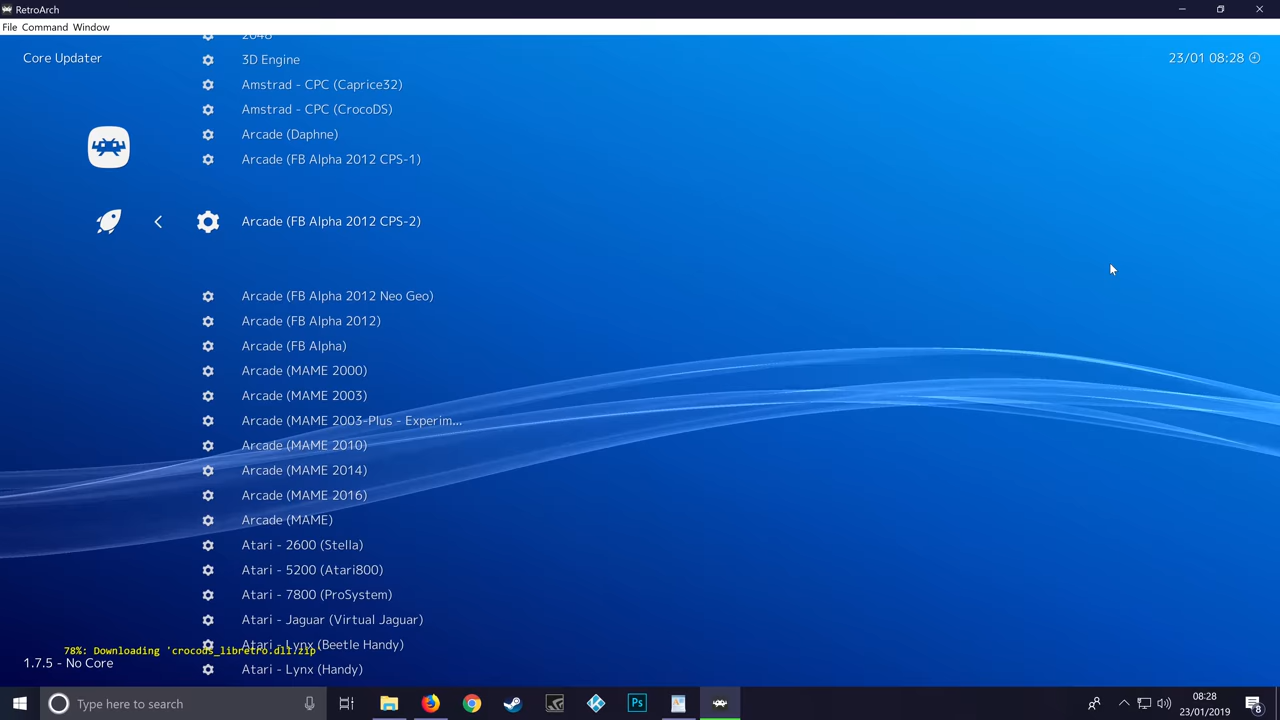 RetroArch
File Command Window
Core Updater
23/01 08:28
2048
3D Engine
Amstrad - CPC (Caprice32)
Amstrad - CPC (CrocoDS)
Arcade (Daphne)
Arcade (FB Alpha 2012 CPS-1)
Arcade (FB Alpha 2012 CPS-2)
Arcade (FB Alpha 2012 Neo Geo)
Arcade (FB Alpha 2012)
Arcade (FB Alpha)
Arcade (MAME 2000)
Arcade (MAME 2003)
Arcade (MAME 2003-Plus - Experim...
Arcade (MAME 2010)
Arcade (MAME 2014)
Arcade (MAME 2016)
Arcade (MAME)
Atari - 2600 (Stella)
Atari - 5200 (Atari800)
Atari - 7800 (ProSystem)
Atari - Jaguar (Virtual Jaguar)
Atari - Lynx (Beetle Handy)
78%: Downloading 'crocods_libretro.dll.zip'
1.7.5 - No Core
Atari - Lynx (Handy)
Type here to search
Ps
08:28
23/01/2019
8